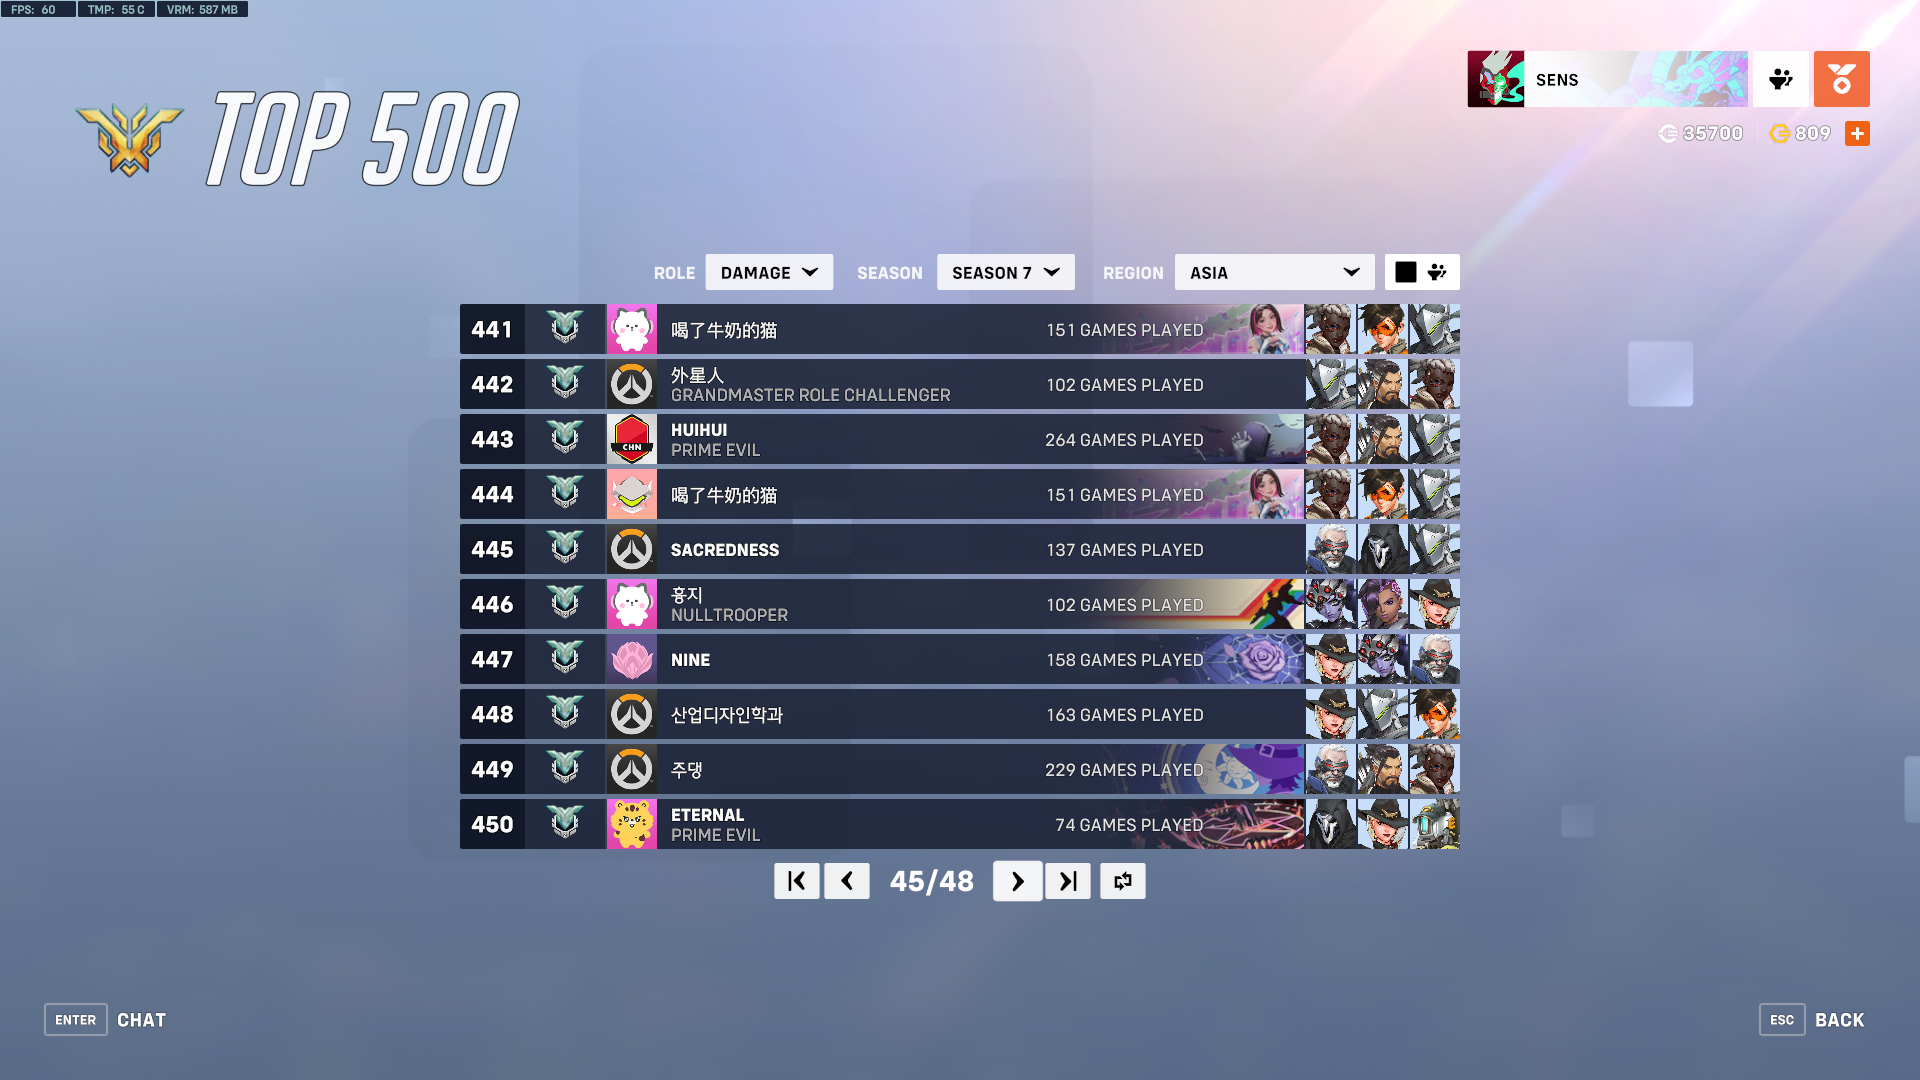 FPS: 60 TMP: 55 C VRM: 587 MB
TOP 500
SENS
35700 809
ROLE DAMAGE SEASON SEASON 7 REGION ASIA
441 喝了牛奶的猫 151 GAMES PLAYED
442 外星人 102 GAMES PLAYED
GRANDMASTER ROLE CHALLENGER
443 CHN HUIHUI 264 GAMES PLAYED
PRIME EVIL
444 喝了牛奶的猫 151 GAMES PLAYED
445 SACREDNESS 137 GAMES PLAYED
446 흉지 102 GAMES PLAYED
NULLTROOPER
447 NINE 158 GAMES PLAYED
448 산업디자인학과 163 GAMES PLAYED
449 주댕 229 GAMES PLAYED
450 ETERNAL 74 GAMES PLAYED
PRIME EVIL
45/48
ENTER CHAT
ESC BACK